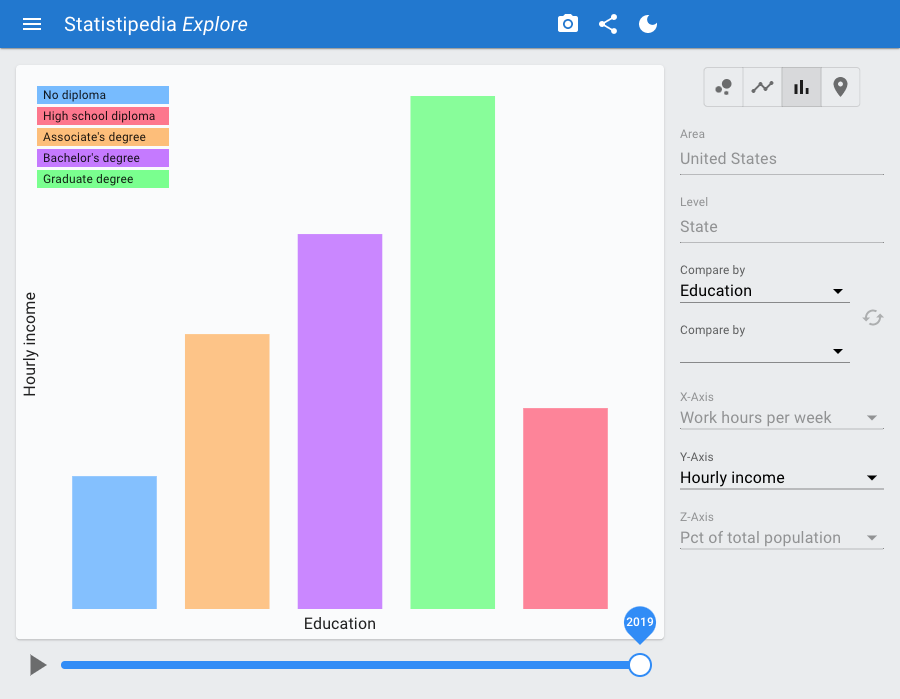 Statistipedia Explore
No diploma
High school diploma
Associate's degree
Bachelor's degree
Graduate degree
Hourly income
Education
2019
Area
United States
Level
State
Compare by
Education
Compare by
X-Axis
Work hours per week
Y-Axis
Hourly income
Z-Axis
Pct of total population